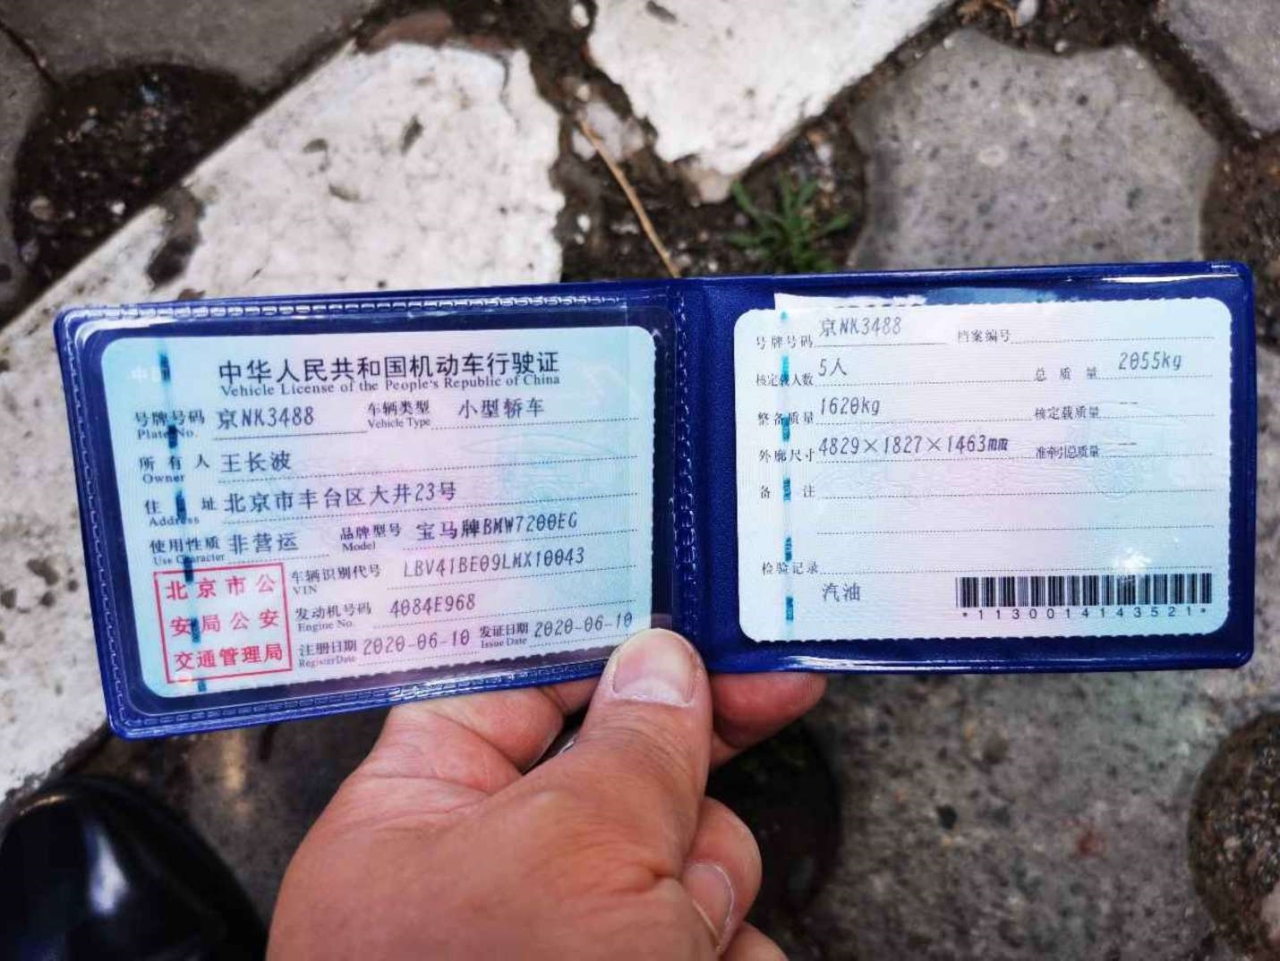 中华人民共和国机动车行驶证
Vehicle License of the People's Republic of China
号牌号码 京NK3488 车辆类型 小型轿车
Plate No. Vehicle Type
所有人 王长波
Owner
住址 北京市丰台区大井23号
Address
使用性质 非营运 品牌型号 宝马牌BMW7200EG
Use Character Model
北京市公
安局公安
交通管理局
车辆识别代号 LBV41BE09LMX10043
VIN
发动机号码 4084E968
Engine No.
注册日期 2020-06-10 发证日期 2020-06-10
Register Date Issue Date
号牌号码 京NK3488 档案编号
核定载人数 5人 总质量 2055kg
整备质量 1620kg 核定载质量 --
外廓尺寸 4829×1827×1463mm 准牵引总质量 --
备注
检验记录
汽油
*1130014143521*